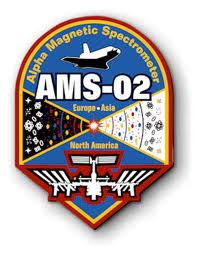 Alpha Magnetic Spectrometer
AMS-02
Europe • Asia
North America